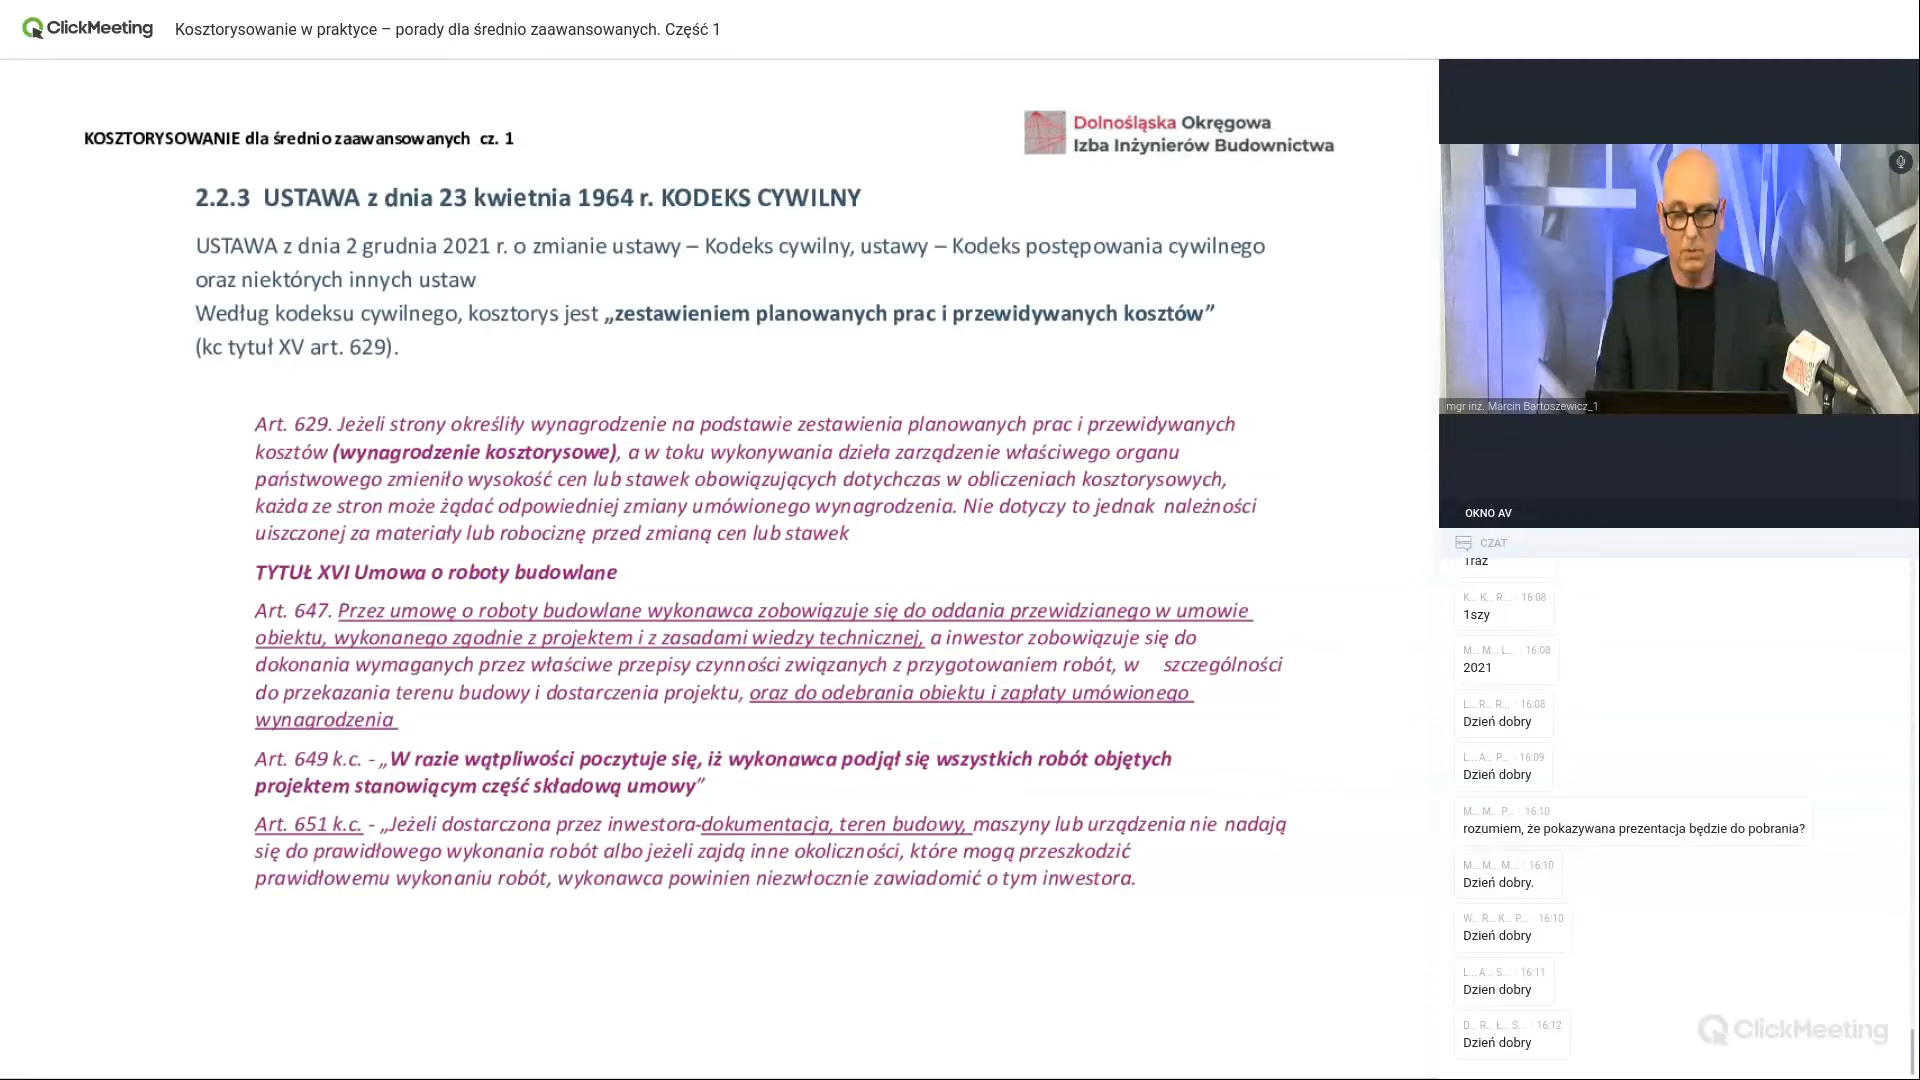 ClickMeeting
Kosztorysowanie w praktyce – porady dla średnio zaawansowanych. Część 1
KOSZTORYSOWANIE dla średnio zaawansowanych cz. 1
Dolnośląska Okręgowa
Izba Inżynierów Budownictwa
2.2.3 USTAWA z dnia 23 kwietnia 1964 r. KODEKS CYWILNY
USTAWA z dnia 2 grudnia 2021 r. o zmianie ustawy – Kodeks cywilny, ustawy – Kodeks postępowania cywilnego
oraz niektórych innych ustaw
Według kodeksu cywilnego, kosztorys jest „zestawieniem planowanych prac i przewidywanych kosztów”
(kc tytuł XV art. 629).
Art. 629. Jeżeli strony określiły wynagrodzenie na podstawie zestawienia planowanych prac i przewidywanych
kosztów (wynagrodzenie kosztorysowe), a w toku wykonywania dzieła zarządzenie właściwego organu
państwowego zmieniło wysokość cen lub stawek obowiązujących dotychczas w obliczeniach kosztorysowych,
każda ze stron może żądać odpowiedniej zmiany umówionego wynagrodzenia. Nie dotyczy to jednak należności
uiszczonej za materiały lub robociznę przed zmianą cen lub stawek
TYTUŁ XVI Umowa o roboty budowlane
Art. 647. Przez umowę o roboty budowlane wykonawca zobowiązuje się do oddania przewidzianego w umowie
obiektu, wykonanego zgodnie z projektem i z zasadami wiedzy technicznej, a inwestor zobowiązuje się do
dokonania wymaganych przez właściwe przepisy czynności związanych z przygotowaniem robót, w szczególności
do przekazania terenu budowy i dostarczenia projektu, oraz do odebrania obiektu i zapłaty umówionego
wynagrodzenia
Art. 649 k.c. - „W razie wątpliwości poczytuje się, iż wykonawca podjął się wszystkich robót objętych
projektem stanowiącym część składową umowy”
Art. 651 k.c. - „Jeżeli dostarczona przez inwestora-dokumentacja, teren budowy, maszyny lub urządzenia nie nadają
się do prawidłowego wykonania robót albo jeżeli zajdą inne okoliczności, które mogą przeszkodzić
prawidłowemu wykonaniu robót, wykonawca powinien niezwłocznie zawiadomić o tym inwestora.
mgr inż. Marcin Bartoszewicz_1
OKNO AV
CZAT
1raz
K... K... R... 16:08
1szy
M... M... L... 16:08
2021
L... R... R... 16:08
Dzień dobry
L... A... P... 16:09
Dzień dobry
M... M... P... 16:10
rozumiem, że pokazywana prezentacja będzie do pobrania?
M... M... M... 16:10
Dzień dobry.
W... R... K... P... 16:10
Dzień dobry
L... A... S... 16:11
Dzien dobry
D... R... Ł... S... 16:12
Dzień dobry
ClickMeeting